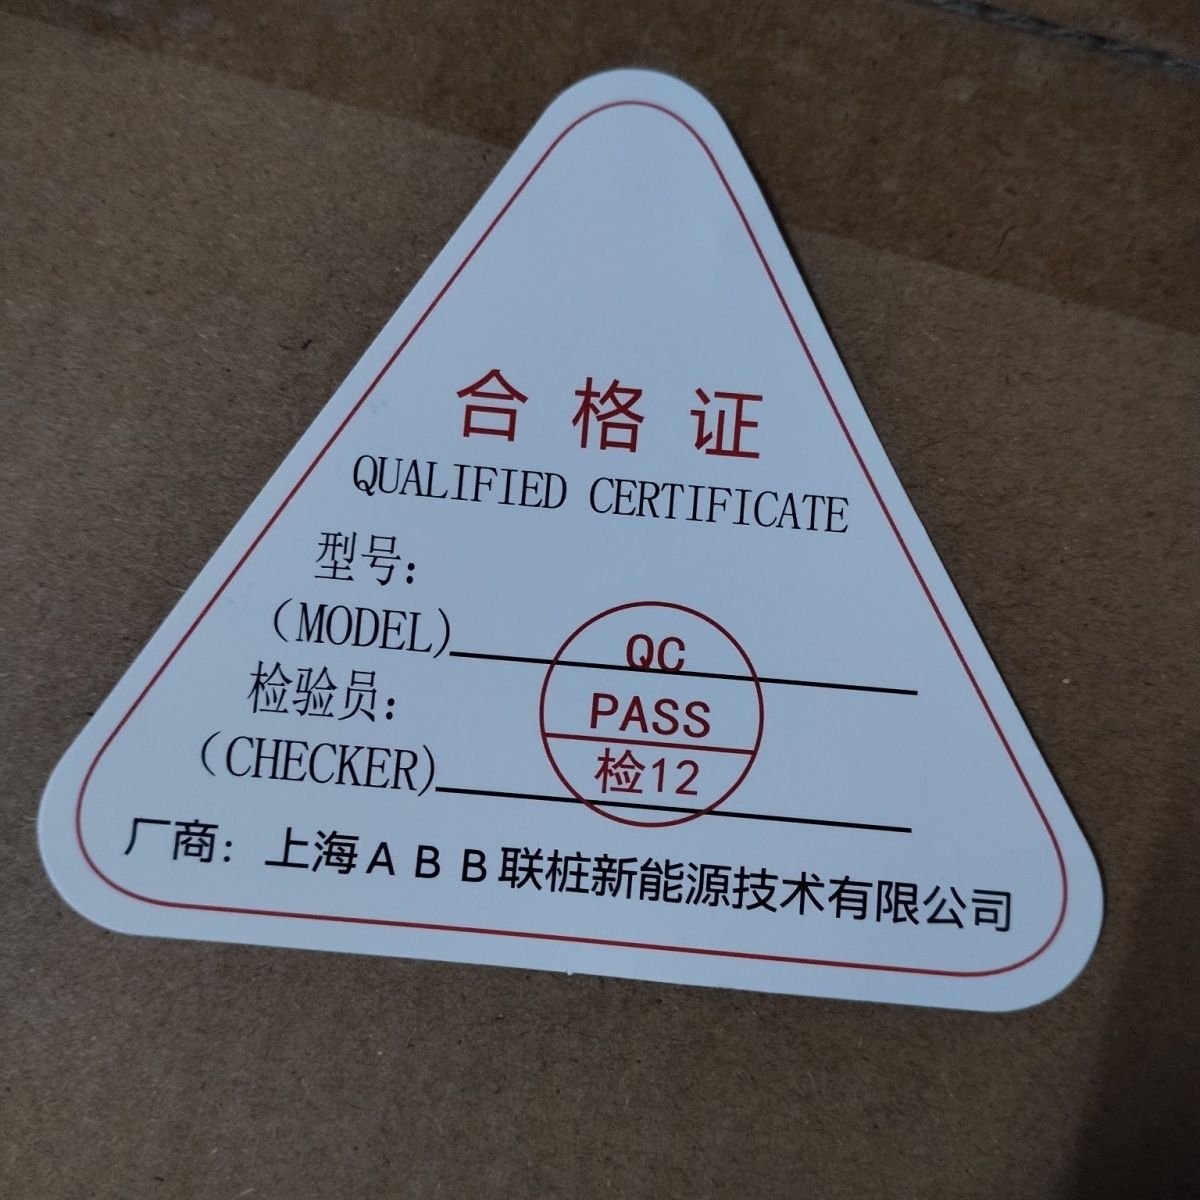 合格证
QUALIFIED CERTIFICATE
型号:
(MODEL)
QC
PASS
检12
检验员:
(CHECKER)
厂商: 上海ABB联桩新能源技术有限公司